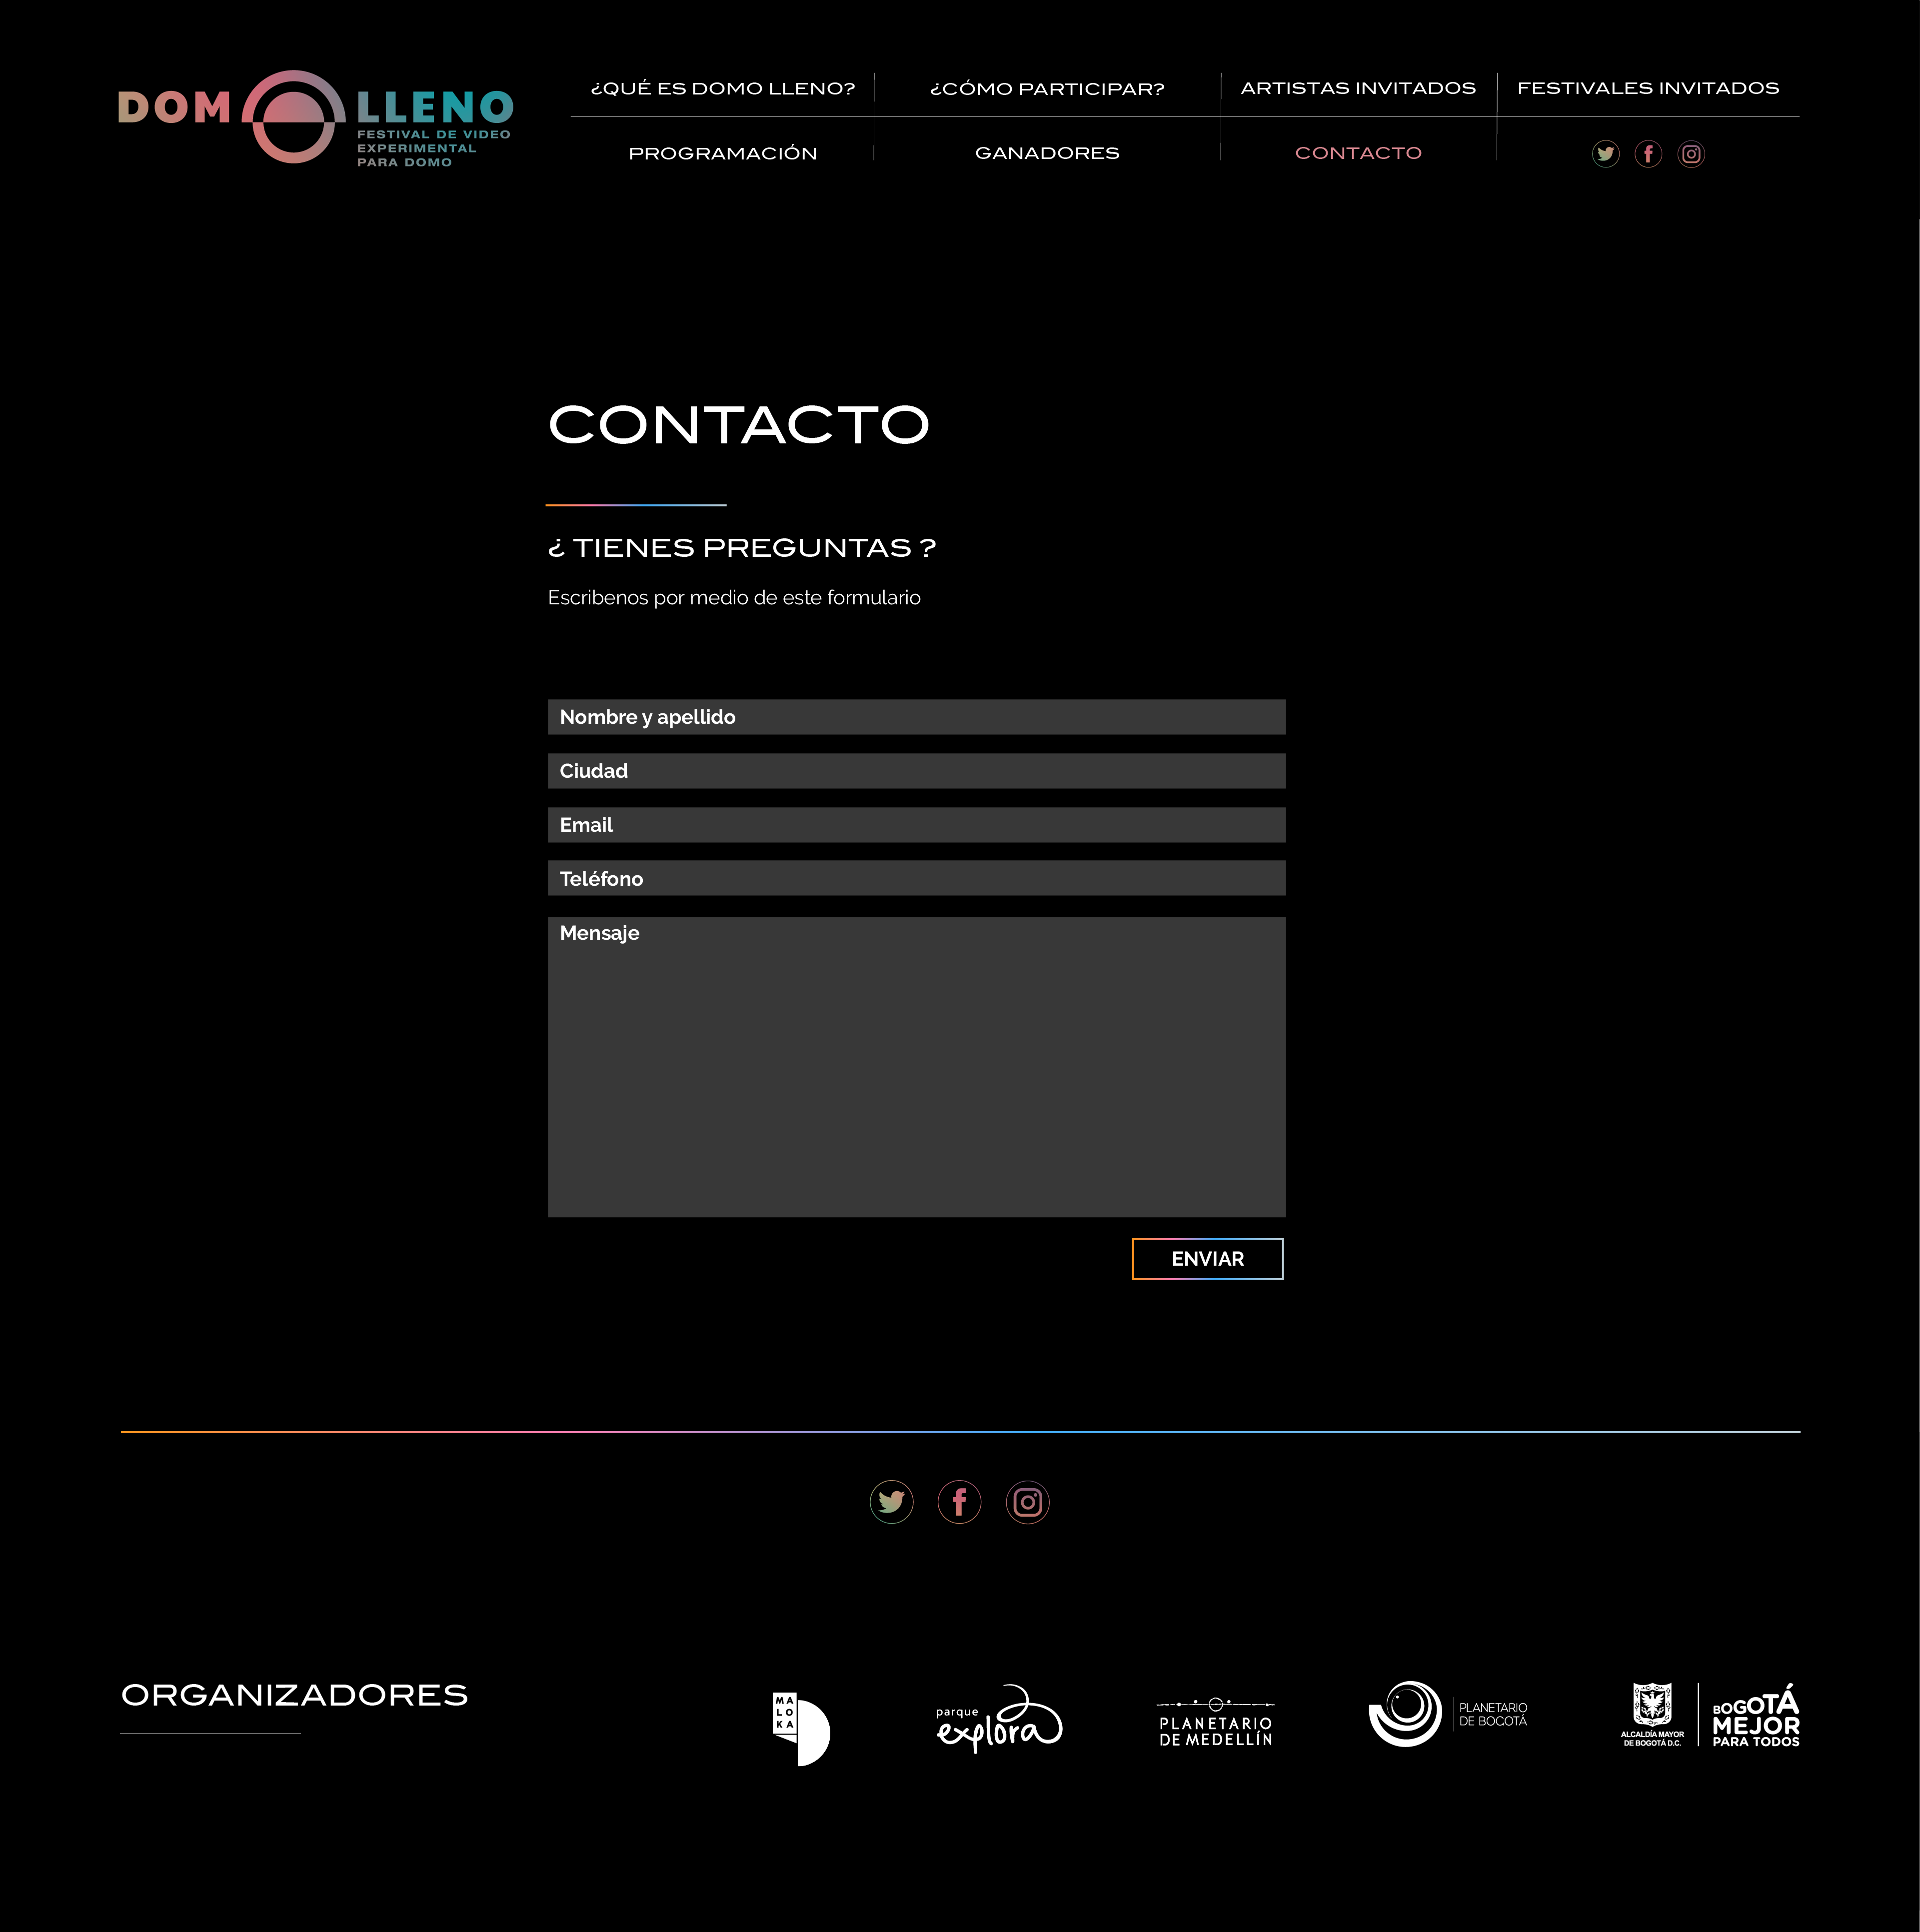 DOM LLENO
FESTIVAL DE VIDEO
EXPERIMENTAL
PARA DOMO
¿QUÉ ES DOMO LLENO?
¿CÓMO PARTICIPAR?
ARTISTAS INVITADOS
FESTIVALES INVITADOS
PROGRAMACIÓN
GANADORES
CONTACTO
CONTACTO
¿ TIENES PREGUNTAS ?
Escribenos por medio de este formulario
Nombre y apellido
Ciudad
Email
Teléfono
Mensaje
ENVIAR
ORGANIZADORES
MA
LO
KA
parque
explora
PLANETARIO
DE MEDELLÍN
PLANETARIO
DE BOGOTÁ
ALCALDÍA MAYOR
DE BOGOTÁ D.C.
BOGOTÁ
MEJOR
PARA TODOS